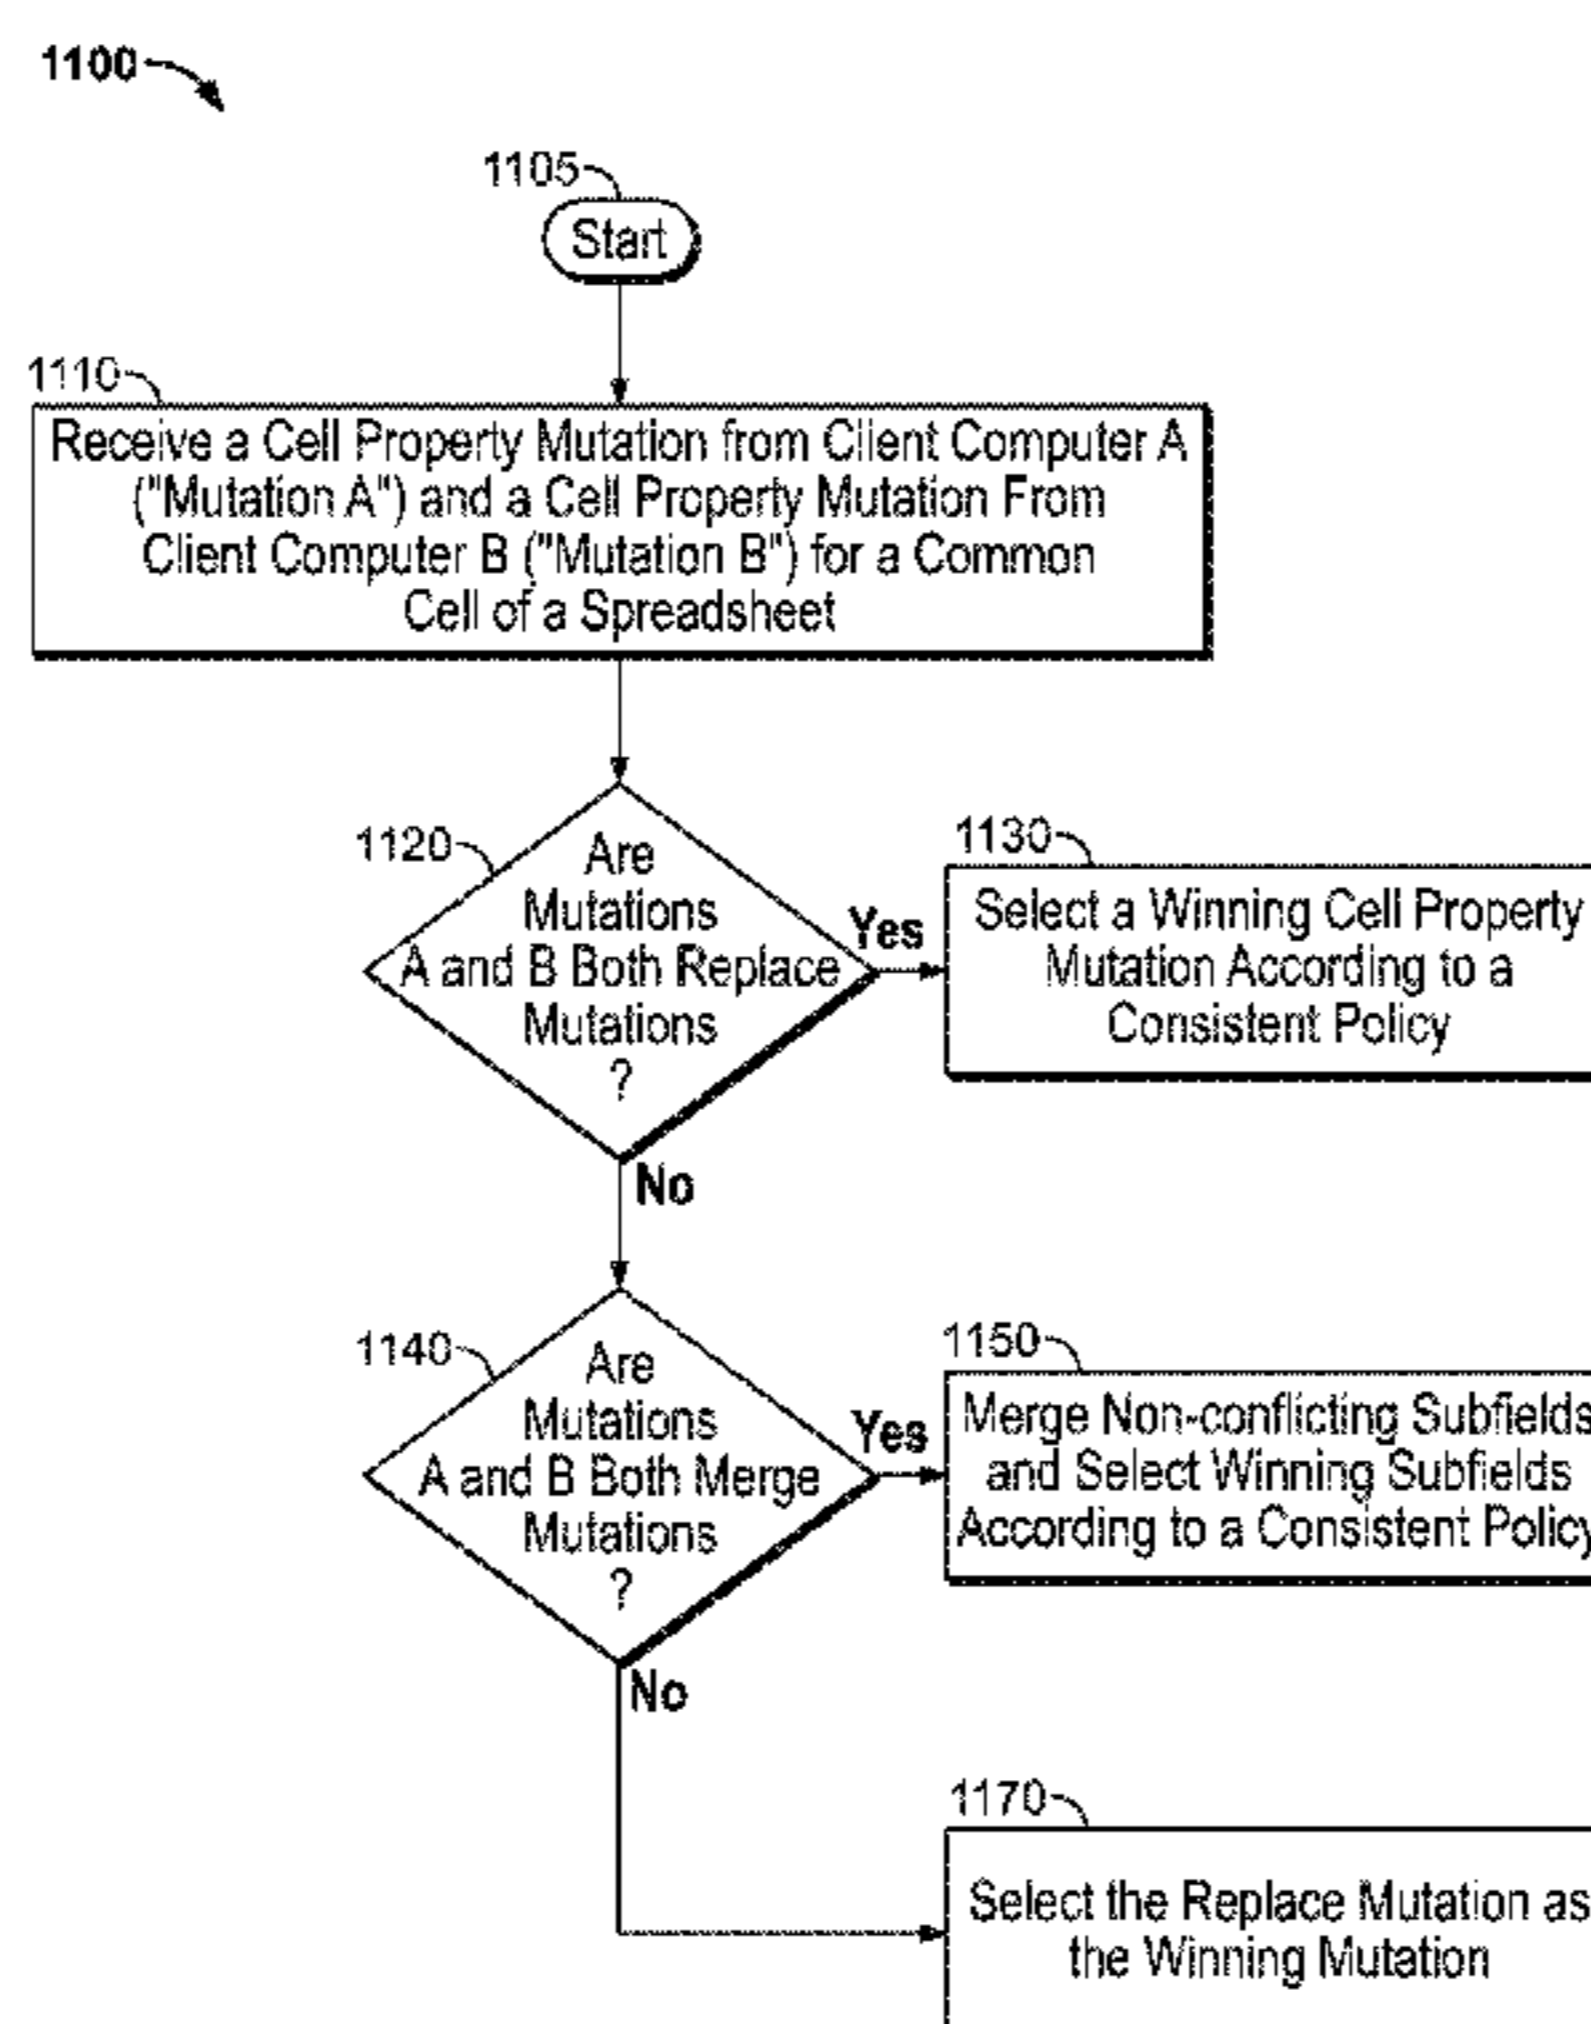 1100
1105
Start
1110
Receive a Cell Property Mutation from Client Computer A
("Mutation A") and a Cell Property Mutation From
Client Computer B ("Mutation B") for a Common
Cell of a Spreadsheet
1120
Are
Mutations
A and B Both Replace
Mutations
?
Yes
No
1130
Select a Winning Cell Property
Mutation According to a
Consistent Policy
1140
Are
Mutations
A and B Both Merge
Mutations
?
Yes
No
1150
Merge Non-conflicting Subfields
and Select Winning Subfields
According to a Consistent Policy
1170
Select the Replace Mutation as
the Winning Mutation